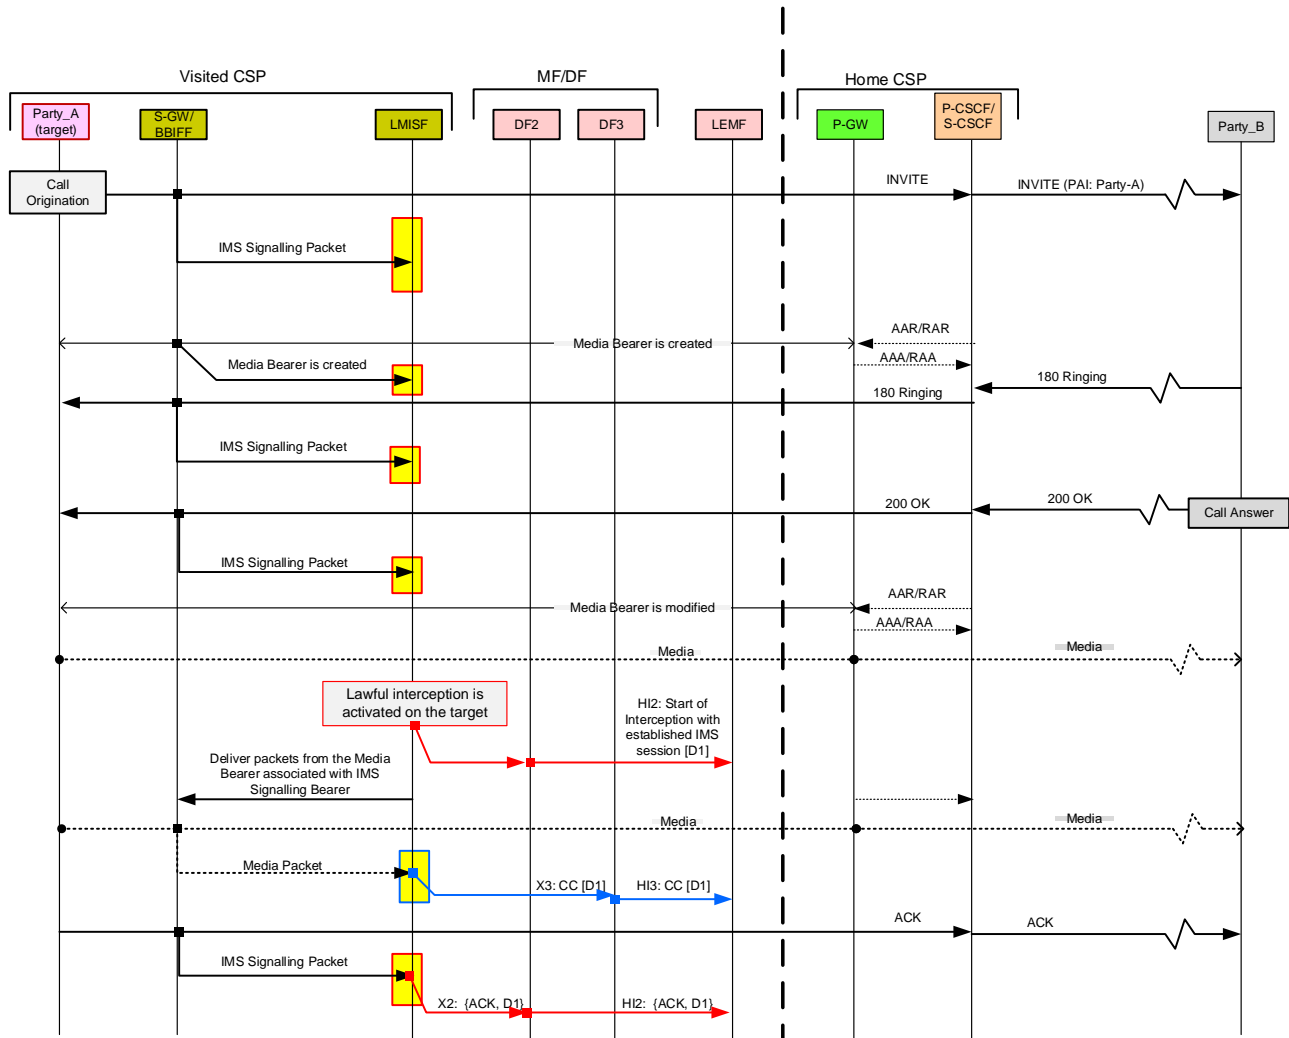 Visited CSP
MF/DF
Home CSP
Party_A
(target)
S-GW/
BBIFF
LMISF
DF2
DF3
LEMF
P-GW
P-CSCF/
S-CSCF
Party_B
Call
Origination
INVITE
INVITE (PAI: Party-A)
IMS Signalling Packet
AAR/RAR
Media Bearer is created
Media Bearer is created
AAA/RAA
180 Ringing
180 Ringing
IMS Signalling Packet
200 OK
200 OK
Call Answer
IMS Signalling Packet
AAR/RAR
Media Bearer is modified
AAA/RAA
Media
Media
Lawful interception is
activated on the target
HI2: Start of
Interception with
established IMS
session [D1]
Deliver packets from the Media
Bearer associated with IMS
Signalling Bearer
Media
Media
Media Packet
X3: CC [D1]
HI3: CC [D1]
ACK
ACK
IMS Signalling Packet
X2: {ACK, D1}
HI2: {ACK, D1}